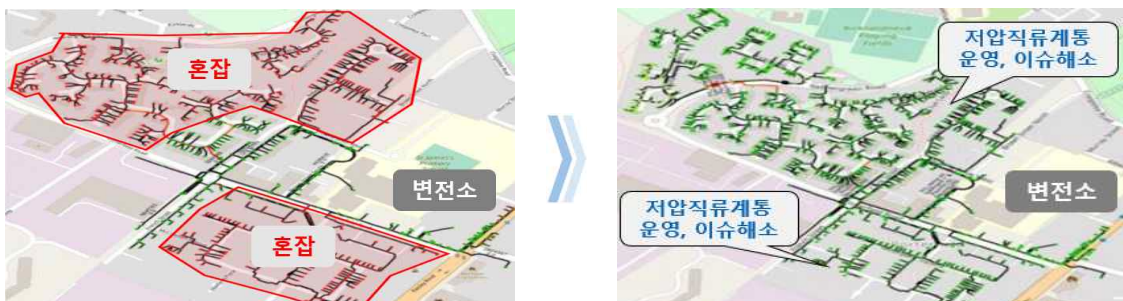 혼잡
변전소
혼잡
저압직류계통
운영, 이슈해소
변전소
저압직류계통
운영, 이슈해소